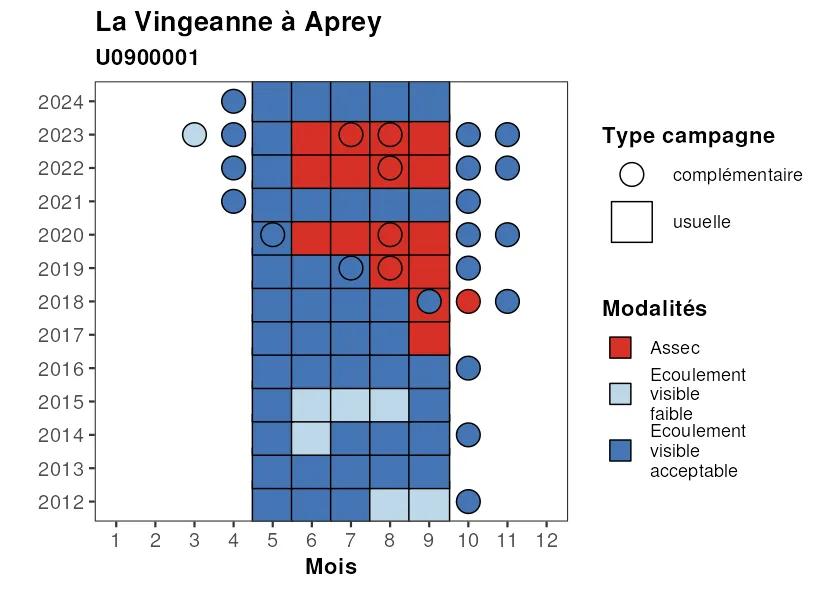 La Vingeanne à Aprey
U0900001
2024
2023
2022
2021
2020
2019
2018
2017
2016
2015
2014
2013
2012
1 2 3 4 5 6 7 8 9 10 11 12
Mois
Type campagne
complémentaire
usuelle
Modalités
Assec
Ecoulement
visible
faible
Ecoulement
visible
acceptable